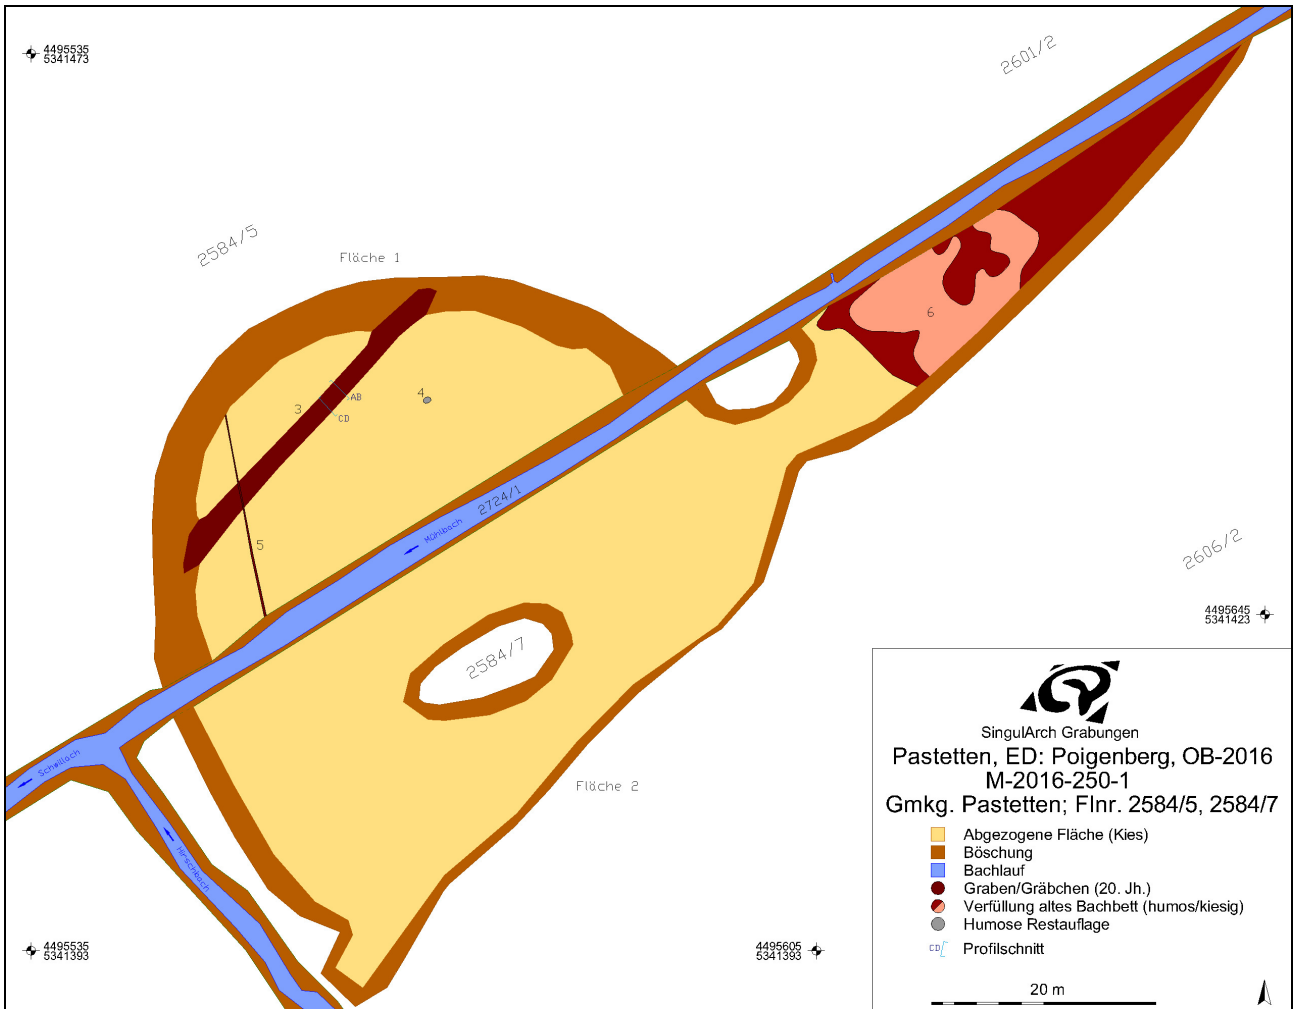 4495535
5341473
2601/2
2584/5
Fläche 1
6
4
AB
3
CD
2724/1
Mühlbach
5
2606/2
4495645
5341423
2584/7
Schøllach
Fläche 2
Hirschbach
4495535
5341393
4495605
5341393
SingulArch Grabungen
Pastetten, ED: Poigenberg, OB-2016
M-2016-250-1
Gmkg. Pastetten; Flnr. 2584/5, 2584/7
Abgezogene Fläche (Kies)
Böschung
Bachlauf
Graben/Gräbchen (20. Jh.)
Verfüllung altes Bachbett (humos/kiesig)
Humose Restauflage
CD Profilschnitt
20 m